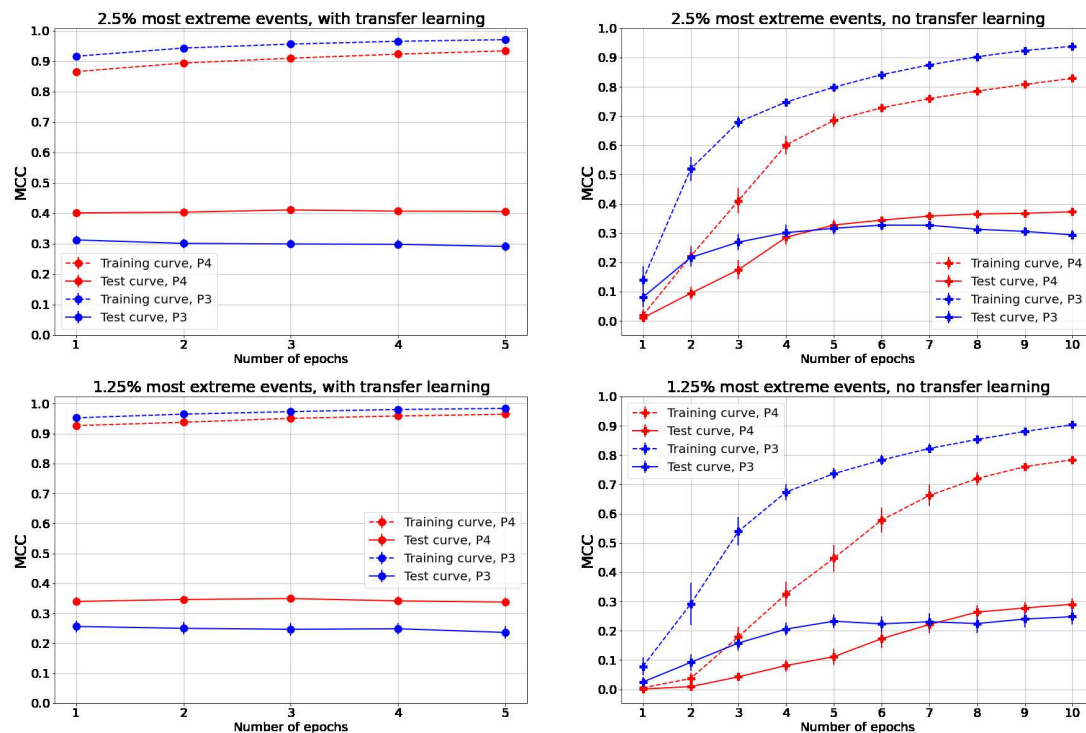 2.5% most extreme events, with transfer learning
1.0
0.9
0.8
0.7
0.6
0.5
0.4
0.3
0.2
0.1
0.0
MCC
Training curve, P4
Test curve, P4
Training curve, P3
Test curve, P3
1 2 3 4 5
Number of epochs
2.5% most extreme events, no transfer learning
1.0
0.9
0.8
0.7
0.6
0.5
0.4
0.3
0.2
0.1
0.0
MCC
Training curve, P4
Test curve, P4
Training curve, P3
Test curve, P3
1 2 3 4 5 6 7 8 9 10
Number of epochs
1.25% most extreme events, with transfer learning
1.0
0.9
0.8
0.7
0.6
0.5
0.4
0.3
0.2
0.1
0.0
MCC
Training curve, P4
Test curve, P4
Training curve, P3
Test curve, P3
1 2 3 4 5
Number of epochs
1.25% most extreme events, no transfer learning
1.0
0.9
0.8
0.7
0.6
0.5
0.4
0.3
0.2
0.1
0.0
MCC
Training curve, P4
Test curve, P4
Training curve, P3
Test curve, P3
1 2 3 4 5 6 7 8 9 10
Number of epochs